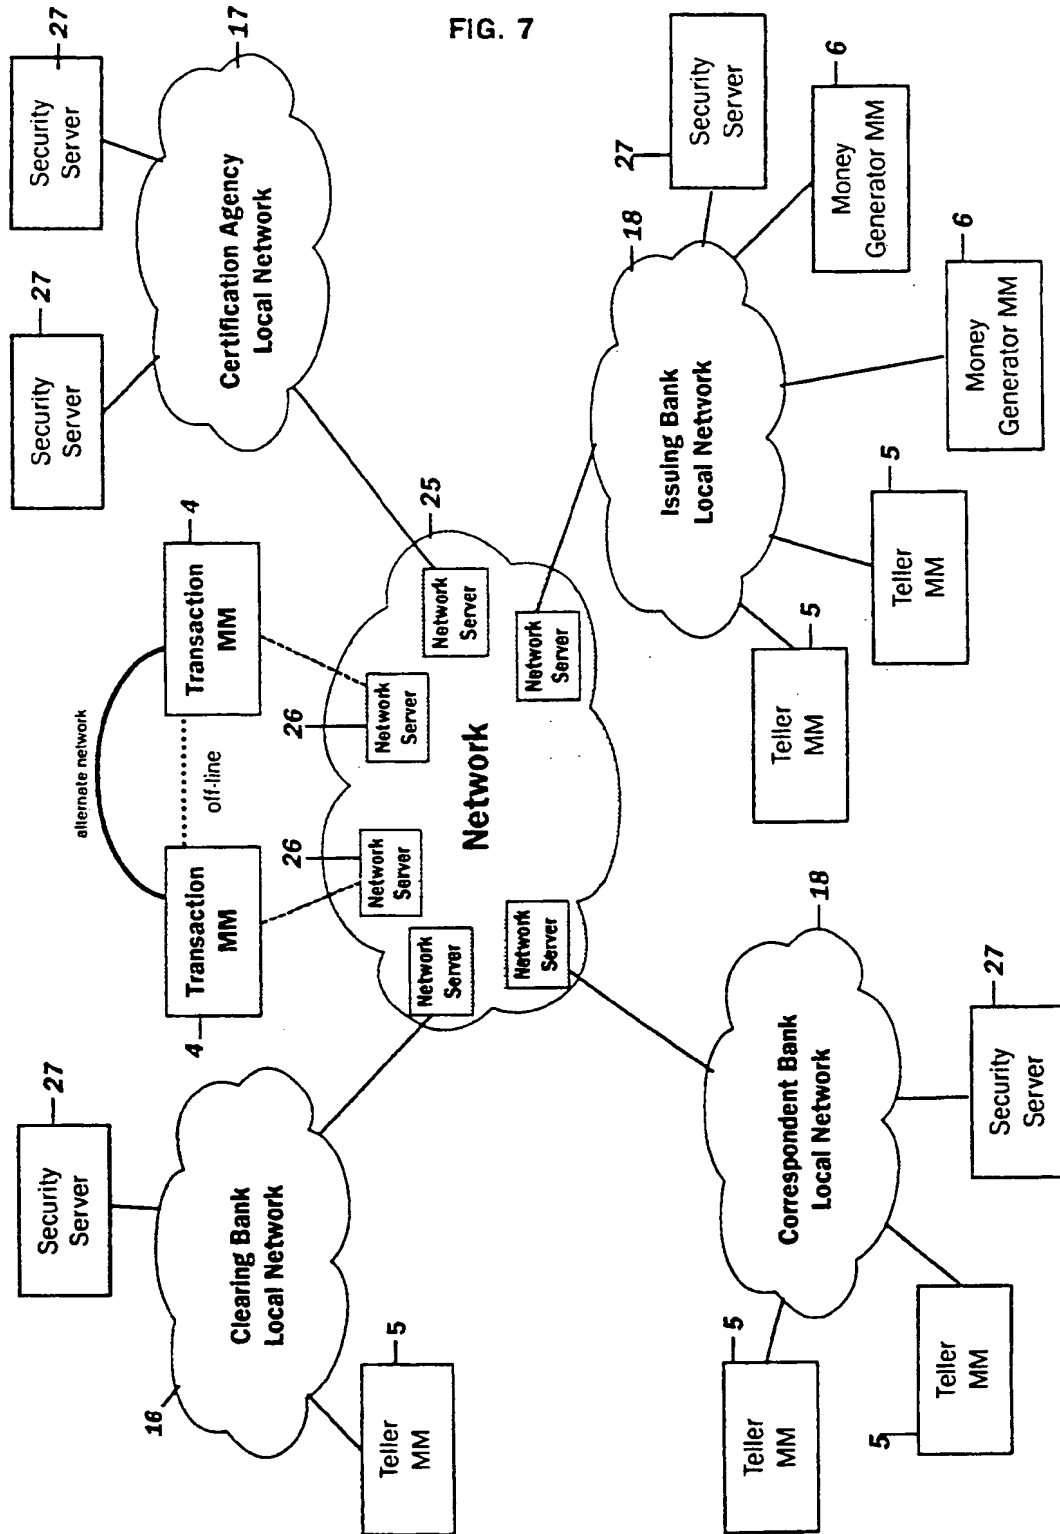 FIG. 7
16
Clearing Bank
Local Network
Security
Server
27
Teller
MM
5
4
Transaction
MM
alternate network
off-line
Transaction
MM
4
Security
Server
27
Security
Server
27
Certification Agency
Local Network
17
Network
25
Network
Server
Network
Server
26
Network
Server
26
Network
Server
Network
Server
Network
Server
Correspondent Bank
Local Network
18
Teller
MM
5
Teller
MM
5
Security
Server
27
Issuing Bank
Local Network
18
Teller
MM
5
Teller
MM
5
Money
Generator MM
6
Money
Generator MM
6
Security
Server
27